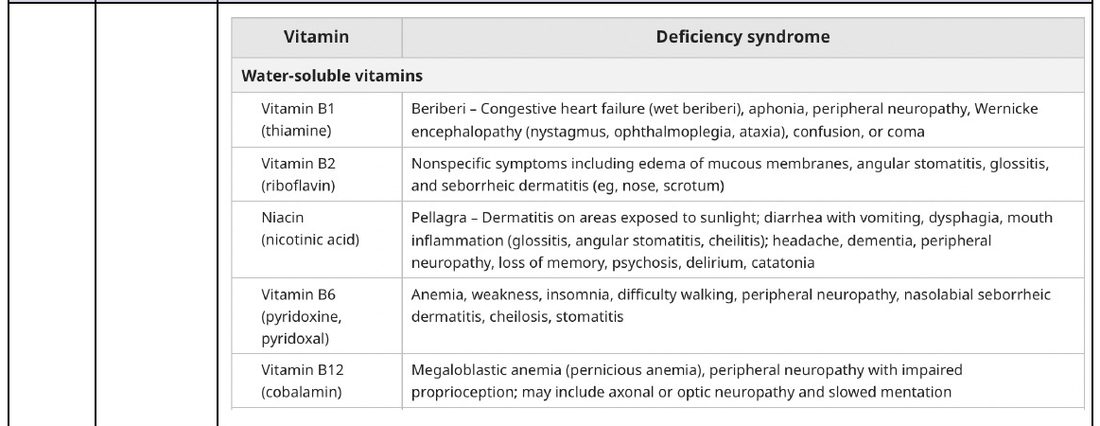 Vitamin
Deficiency syndrome
Water-soluble vitamins
Vitamin B1
(thiamine)
Beriberi – Congestive heart failure (wet beriberi), aphonia, peripheral neuropathy, Wernicke
encephalopathy (nystagmus, ophthalmoplegia, ataxia), confusion, or coma
Vitamin B2
(riboflavin)
Nonspecific symptoms including edema of mucous membranes, angular stomatitis, glossitis,
and seborrheic dermatitis (eg, nose, scrotum)
Niacin
(nicotinic acid)
Pellagra – Dermatitis on areas exposed to sunlight; diarrhea with vomiting, dysphagia, mouth
inflammation (glossitis, angular stomatitis, cheilitis); headache, dementia, peripheral
neuropathy, loss of memory, psychosis, delirium, catatonia
Vitamin B6
(pyridoxine,
pyridoxal)
Anemia, weakness, insomnia, difficulty walking, peripheral neuropathy, nasolabial seborrheic
dermatitis, cheilosis, stomatitis
Vitamin B12
(cobalamin)
Megaloblastic anemia (pernicious anemia), peripheral neuropathy with impaired
proprioception; may include axonal or optic neuropathy and slowed mentation